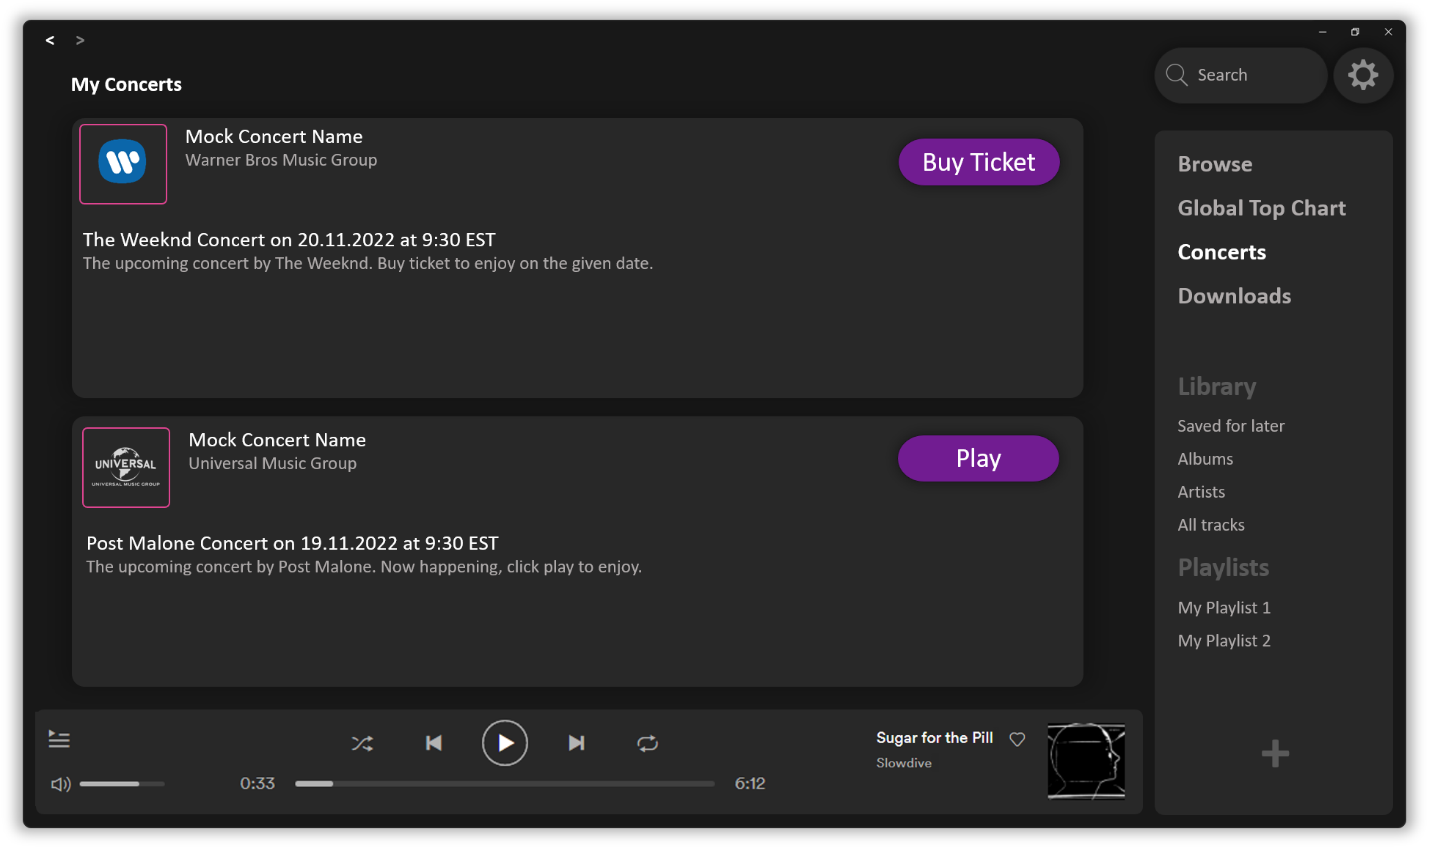 < >
My Concerts
Search
Mock Concert Name
Warner Bros Music Group
Buy Ticket
The Weeknd Concert on 20.11.2022 at 9:30 EST
The upcoming concert by The Weeknd. Buy ticket to enjoy on the given date.
UNIVERSAL
UNIVERSAL MUSIC GROUP
Mock Concert Name
Universal Music Group
Play
Post Malone Concert on 19.11.2022 at 9:30 EST
The upcoming concert by Post Malone. Now happening, click play to enjoy.
Browse
Global Top Chart
Concerts
Downloads
Library
Saved for later
Albums
Artists
All tracks
Playlists
My Playlist 1
My Playlist 2
+
0:33
6:12
Sugar for the Pill
Slowdive